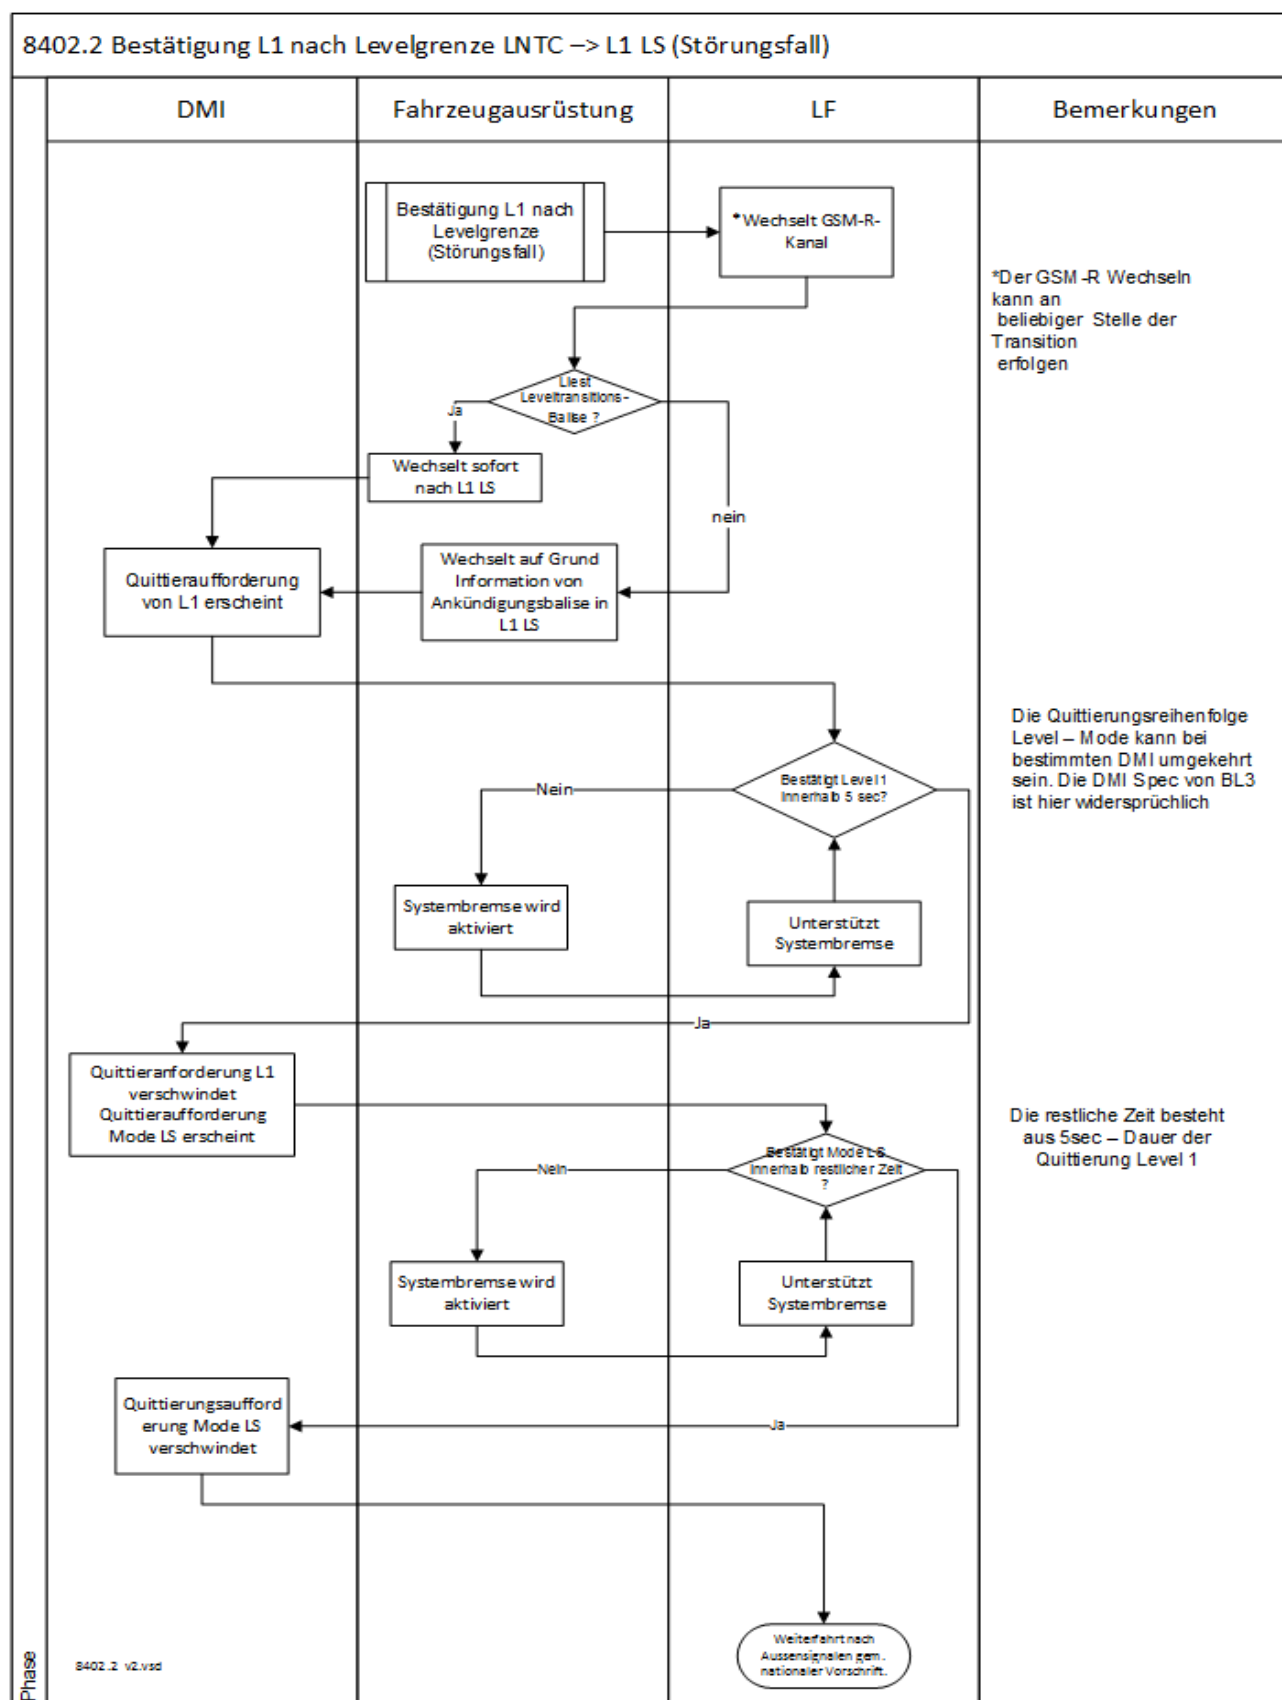 8402.2 Bestätigung L1 nach Levelgrenze LNTC –> L1 LS (Störungsfall)
DMI
Fahrzeugausrüstung
LF
Bemerkungen
Bestätigung L1 nach
Levelgrenze
(Störungsfall)
*Wechselt GSM-R-
Kanal
*Der GSM-R Wechseln
kann an
beliebiger Stelle der
Transition
erfolgen
Liest
Leveltransitions-
Balise ?
Ja
nein
Wechselt sofort
nach L1 LS
Quittieraufforderung
von L1 erscheint
Wechselt auf Grund
Information von
Ankündigungsbalise in
L1 LS
Die Quittierungsreihenfolge
Level – Mode kann bei
bestimmten DMI umgekehrt
sein. Die DMI Spec von BL3
ist hier widersprüchlich
Bestätigt Level 1
innerhalb 5 sec?
Nein
Systembremse wird
aktiviert
Unterstützt
Systembremse
Ja
Quittieranforderung L1
verschwindet
Quittieraufforderung
Mode LS erscheint
Die restliche Zeit besteht
aus 5sec – Dauer der
Quittierung Level 1
Bestätigt Mode LS
innerhalb restlicher Zeit
?
Nein
Systembremse wird
aktiviert
Unterstützt
Systembremse
Quittierungsaufford
erung Mode LS
verschwindet
Ja
Weiterfahrt nach
Aussensignalen gem.
nationaler Vorschrift.
8402.2 v2.vsd
Phase